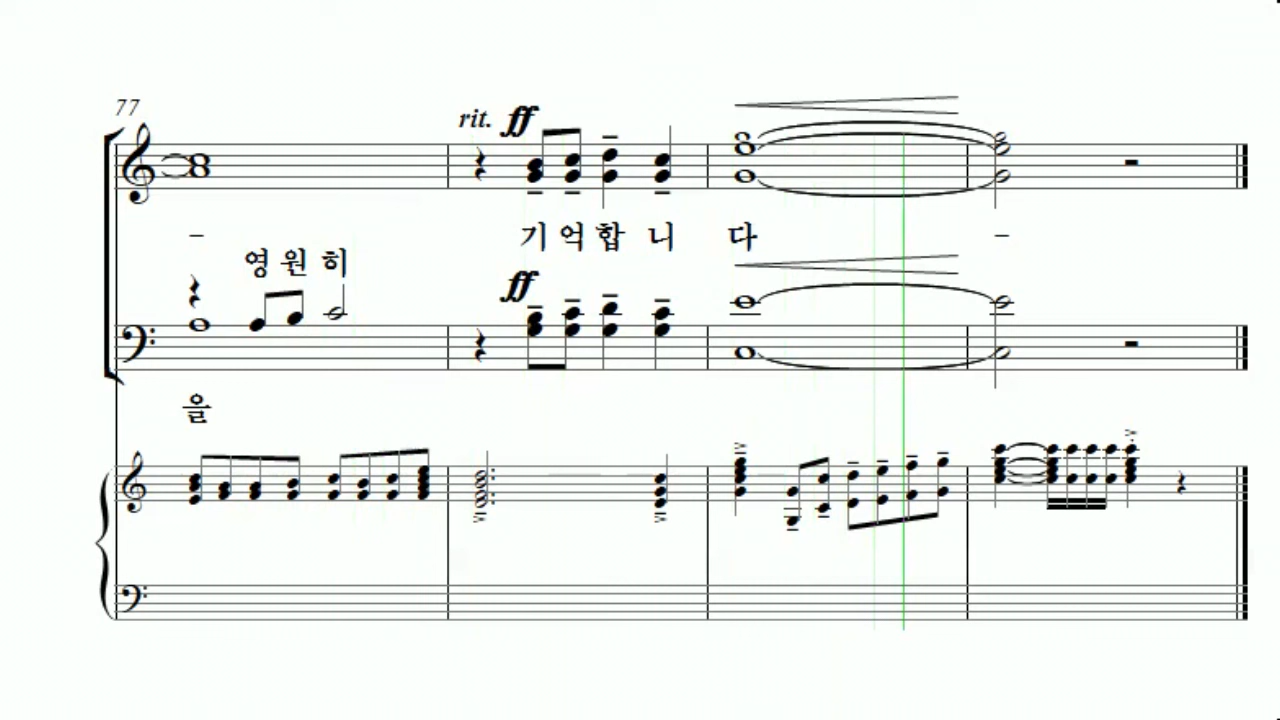 77
rit. ff
기 억 합 니 다
영 원 히
ff
을